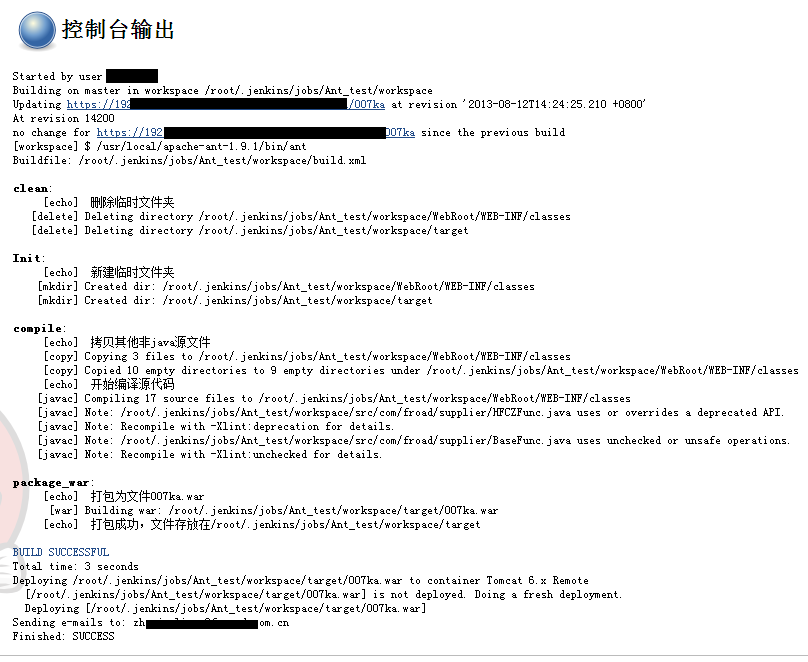 控制台输出
Started by user
Building on master in workspace /root/.jenkins/jobs/Ant_test/workspace
Updating https://192 /007ka at revision '2013-08-12T14:24:25.210 +0800'
At revision 14200
no change for https://192 007ka since the previous build
[workspace] $ /usr/local/apache-ant-1.9.1/bin/ant
Buildfile: /root/.jenkins/jobs/Ant_test/workspace/build.xml
clean:
[echo] 删除临时文件夹
[delete] Deleting directory /root/.jenkins/jobs/Ant_test/workspace/WebRoot/WEB-INF/classes
[delete] Deleting directory /root/.jenkins/jobs/Ant_test/workspace/target
Init:
[echo] 新建临时文件夹
[mkdir] Created dir: /root/.jenkins/jobs/Ant_test/workspace/WebRoot/WEB-INF/classes
[mkdir] Created dir: /root/.jenkins/jobs/Ant_test/workspace/target
compile:
[echo] 拷贝其他非java源文件
[copy] Copying 3 files to /root/.jenkins/jobs/Ant_test/workspace/WebRoot/WEB-INF/classes
[copy] Copied 10 empty directories to 9 empty directories under /root/.jenkins/jobs/Ant_test/workspace/WebRoot/WEB-INF/classes
[echo] 开始编译源代码
[javac] Compiling 17 source files to /root/.jenkins/jobs/Ant_test/workspace/WebRoot/WEB-INF/classes
[javac] Note: /root/.jenkins/jobs/Ant_test/workspace/src/com/froad/supplier/HFCZFunc.java uses or overrides a deprecated API.
[javac] Note: Recompile with -Xlint:deprecation for details.
[javac] Note: /root/.jenkins/jobs/Ant_test/workspace/src/com/froad/supplier/BaseFunc.java uses unchecked or unsafe operations.
[javac] Note: Recompile with -Xlint:unchecked for details.
package_war:
[echo] 打包为文件007ka.war
[war] Building war: /root/.jenkins/jobs/Ant_test/workspace/target/007ka.war
[echo] 打包成功，文件存放在/root/.jenkins/jobs/Ant_test/workspace/target
BUILD SUCCESSFUL
Total time: 3 seconds
Deploying /root/.jenkins/jobs/Ant_test/workspace/target/007ka.war to container Tomcat 6.x Remote
[/root/.jenkins/jobs/Ant_test/workspace/target/007ka.war] is not deployed. Doing a fresh deployment.
Deploying [/root/.jenkins/jobs/Ant_test/workspace/target/007ka.war]
Sending e-mails to: zh om.cn
Finished: SUCCESS